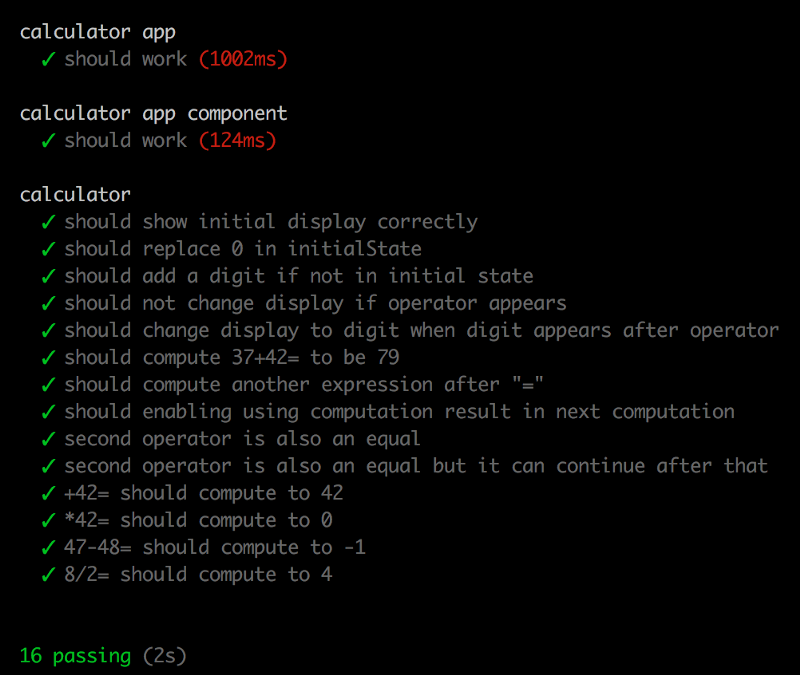 calculator app
✓ should work (1002ms)
calculator app component
✓ should work (124ms)
calculator
✓ should show initial display correctly
✓ should replace 0 in initialState
✓ should add a digit if not in initial state
✓ should not change display if operator appears
✓ should change display to digit when digit appears after operator
✓ should compute 37+42= to be 79
✓ should compute another expression after "="
✓ should enabling using computation result in next computation
✓ second operator is also an equal
✓ second operator is also an equal but it can continue after that
✓ +42= should compute to 42
✓ *42= should compute to 0
✓ 47-48= should compute to -1
✓ 8/2= should compute to 4
16 passing (2s)